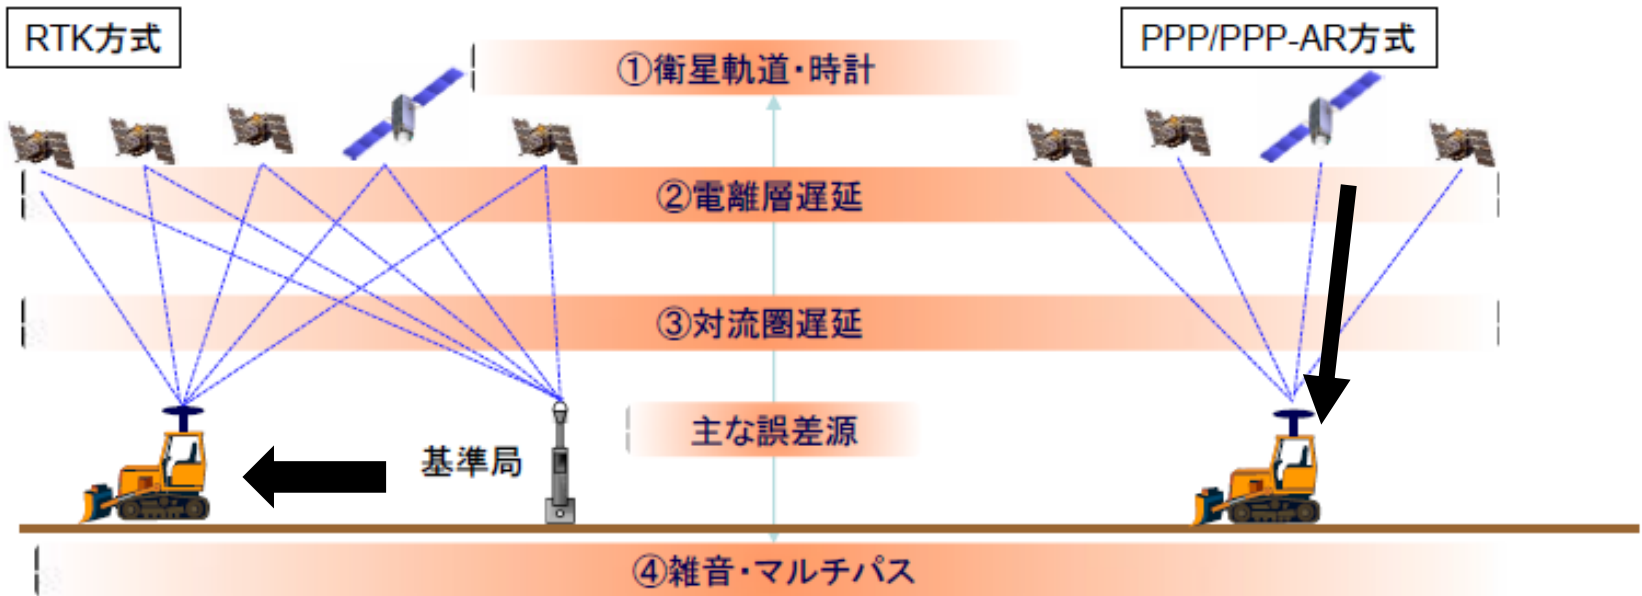 RTK方式
PPP/PPP-AR方式
①衛星軌道・時計
②電離層遅延
③対流圏遅延
主な誤差源
基準局
④雑音・マルチパス